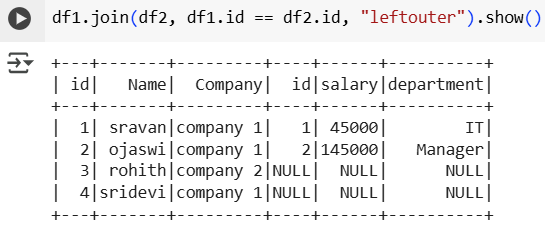 df1.join(df2, df1.id == df2.id, "leftouter").show()
+---+-------+---------+----+------+----------+
| id|   Name|  Company|  id|salary|department|
+---+-------+---------+----+------+----------+
|  1| sravan|company 1|   1| 45000|        IT|
|  2| ojaswi|company 1|   2|145000|   Manager|
|  3| rohith|company 2|NULL|  NULL|      NULL|
|  4|sridevi|company 1|NULL|  NULL|      NULL|
+---+-------+---------+----+------+----------+